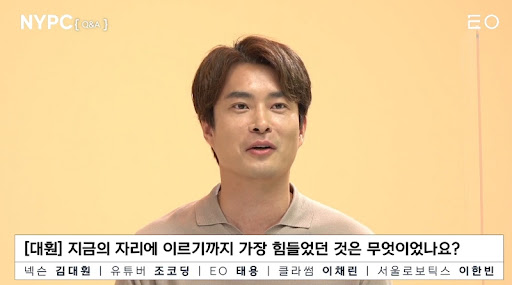 NYPC{Q&A}
EO
[대훤] 지금의 자리에 이르기까지 가장 힘들었던 것은 무엇이었나요?
넥슨 김대훤 | 유튜버 조코딩 | EO 태용 | 클라썸 이채린 | 서울로보틱스 이한빈